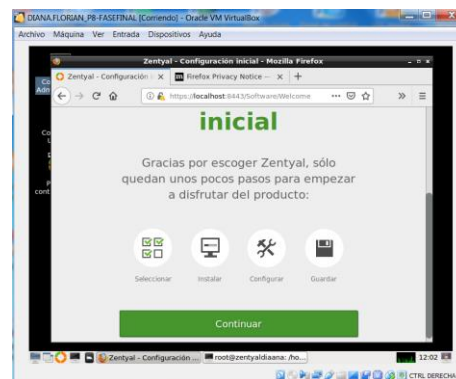 DIANA.FLORIAN_P8-FASEFINAL [Corriendo] - Oracle VM VirtualBox
Archivo Máquina Ver Entrada Dispositivos Ayuda
Zentyal - Configuración inicial - Mozilla Firefox
Zentyal - Configuración
Firefox Privacy Notice —
https://localhost:8443/Software/Welcome
inicial
Gracias por escoger Zentyal, sólo
quedan unos pocos pasos para empezar
a disfrutar del producto:
Seleccionar Instalar Configurar Guardar
Continuar
Zentyal - Configuración ... root@zentyaldiaana: /ho... 12:02
CTRL DERECHA